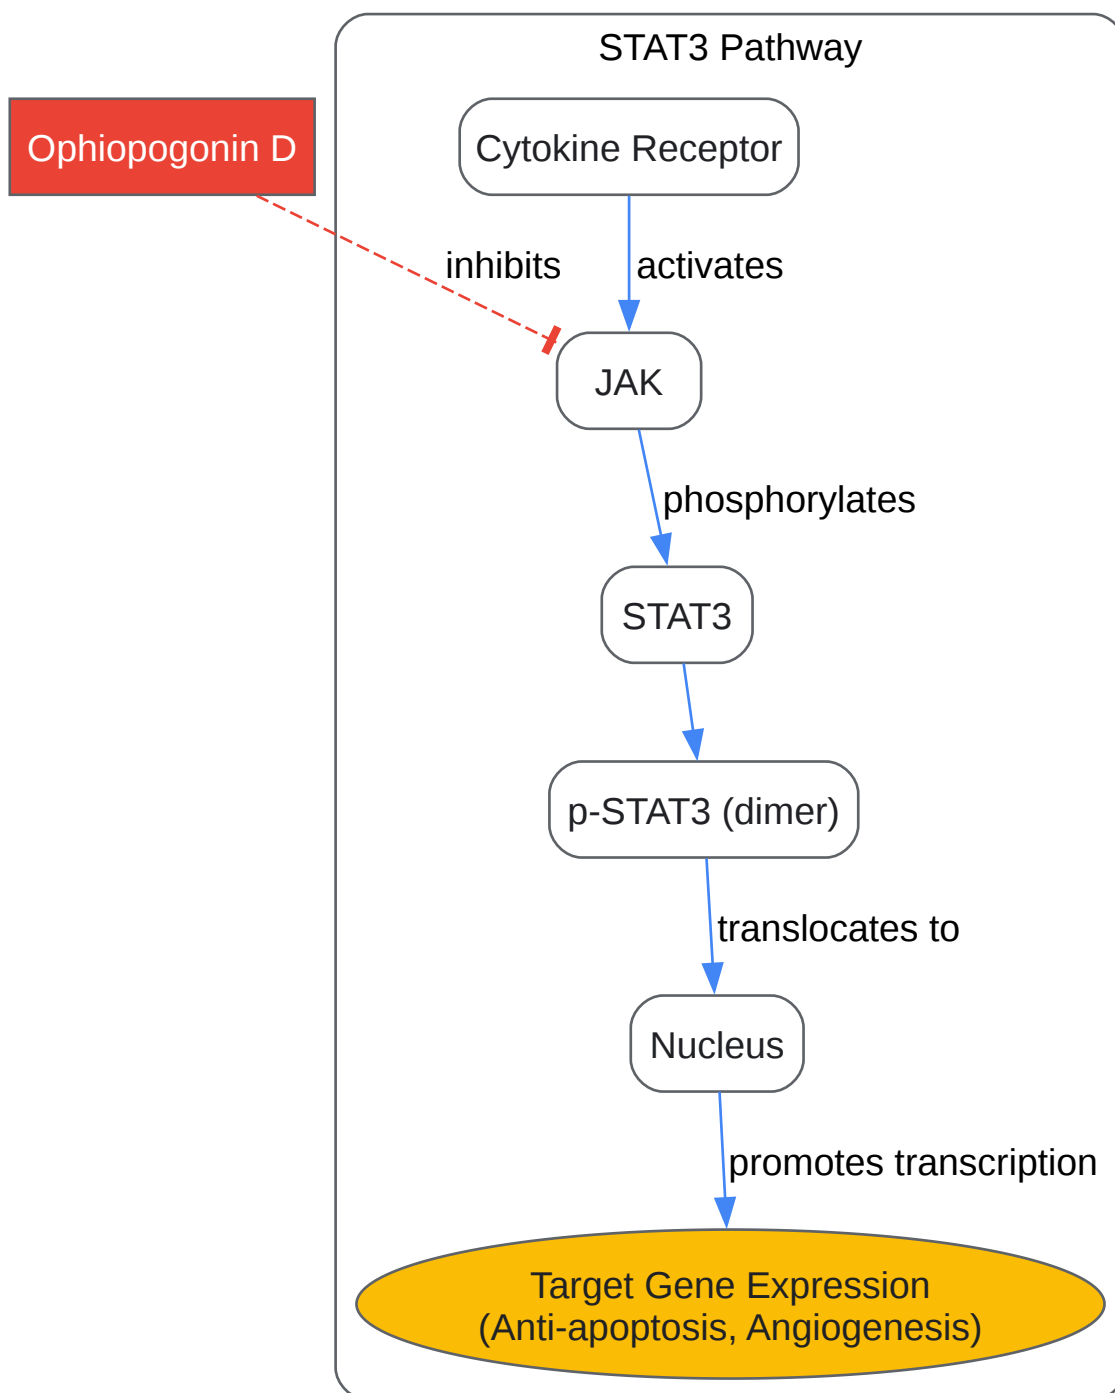 STAT3 Pathway
Ophiopogonin D
Cytokine Receptor
inhibits
activates
JAK
phosphorylates
STAT3
p-STAT3 (dimer)
translocates to
Nucleus
promotes transcription
Target Gene Expression
(Anti-apoptosis, Angiogenesis)